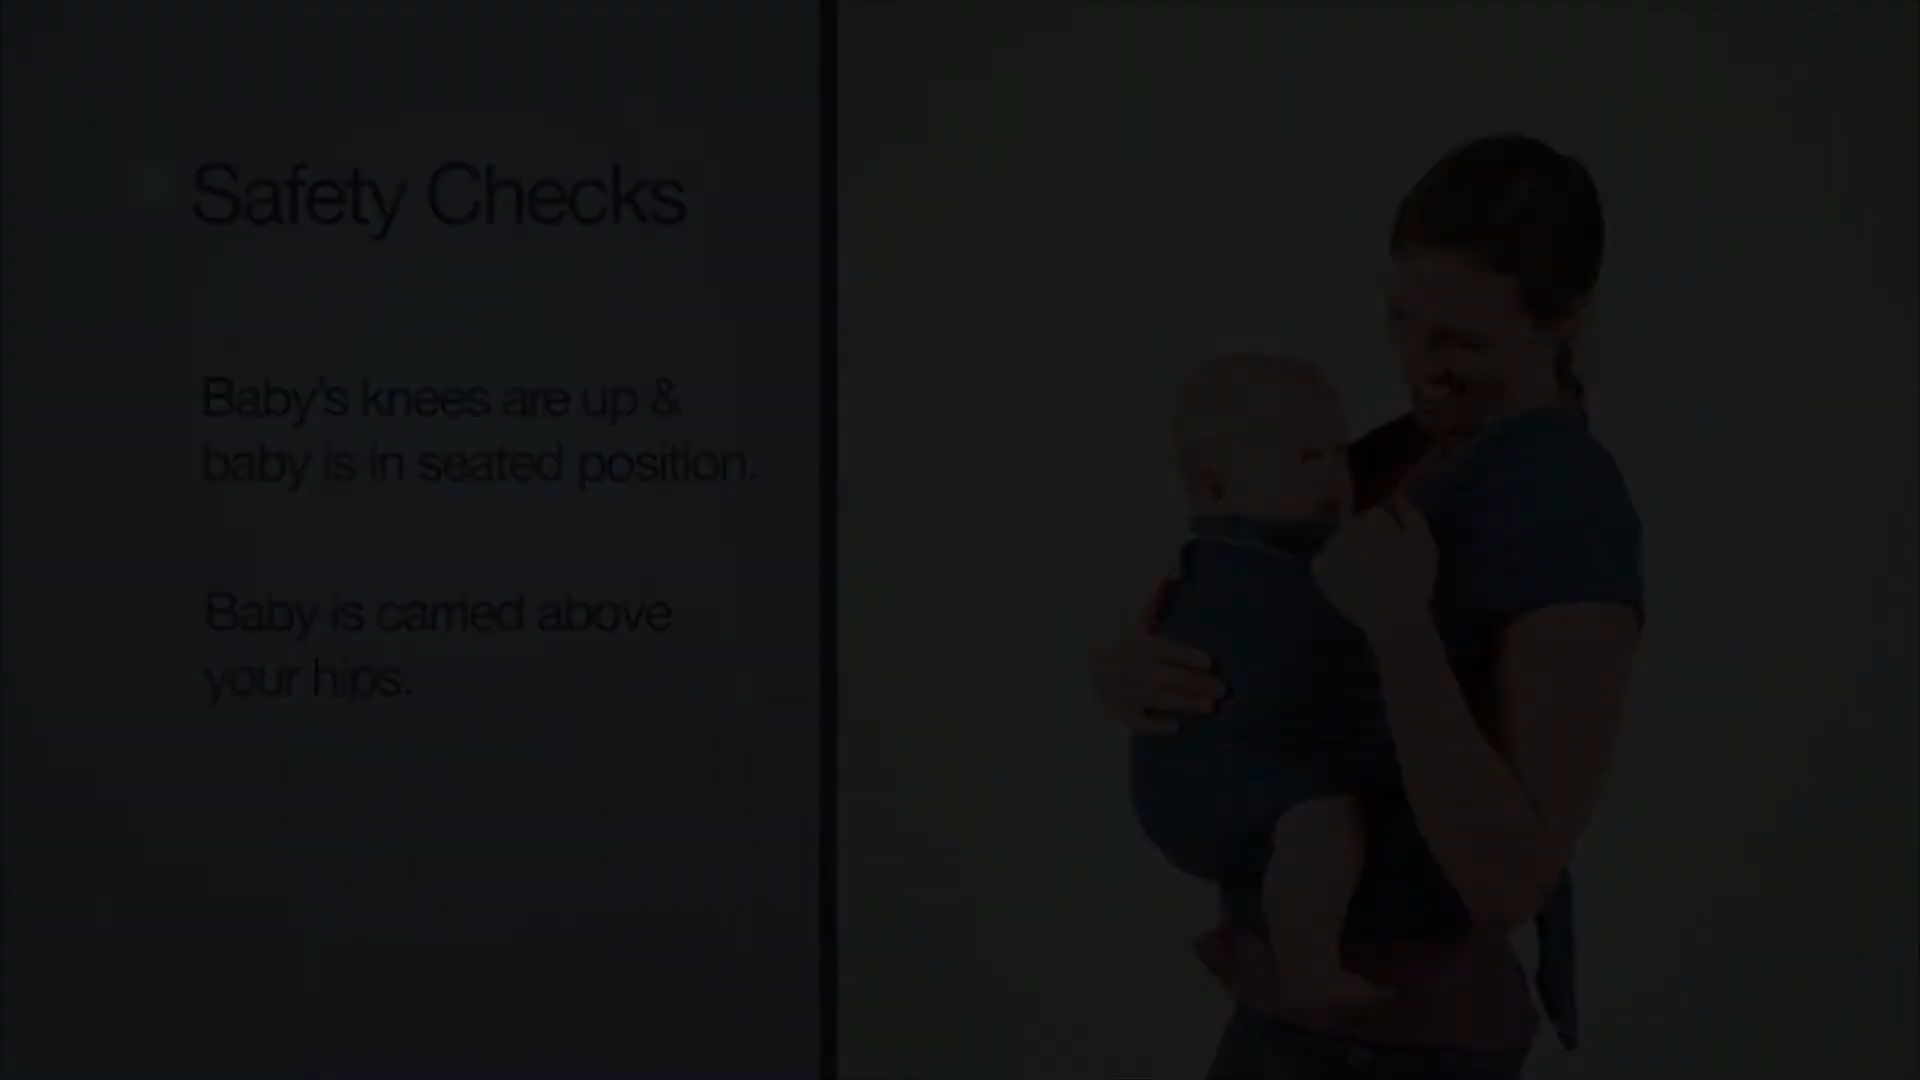 Safety Checks
Baby's knees are up &
baby is in seated position.
Baby is carried above
your hips.